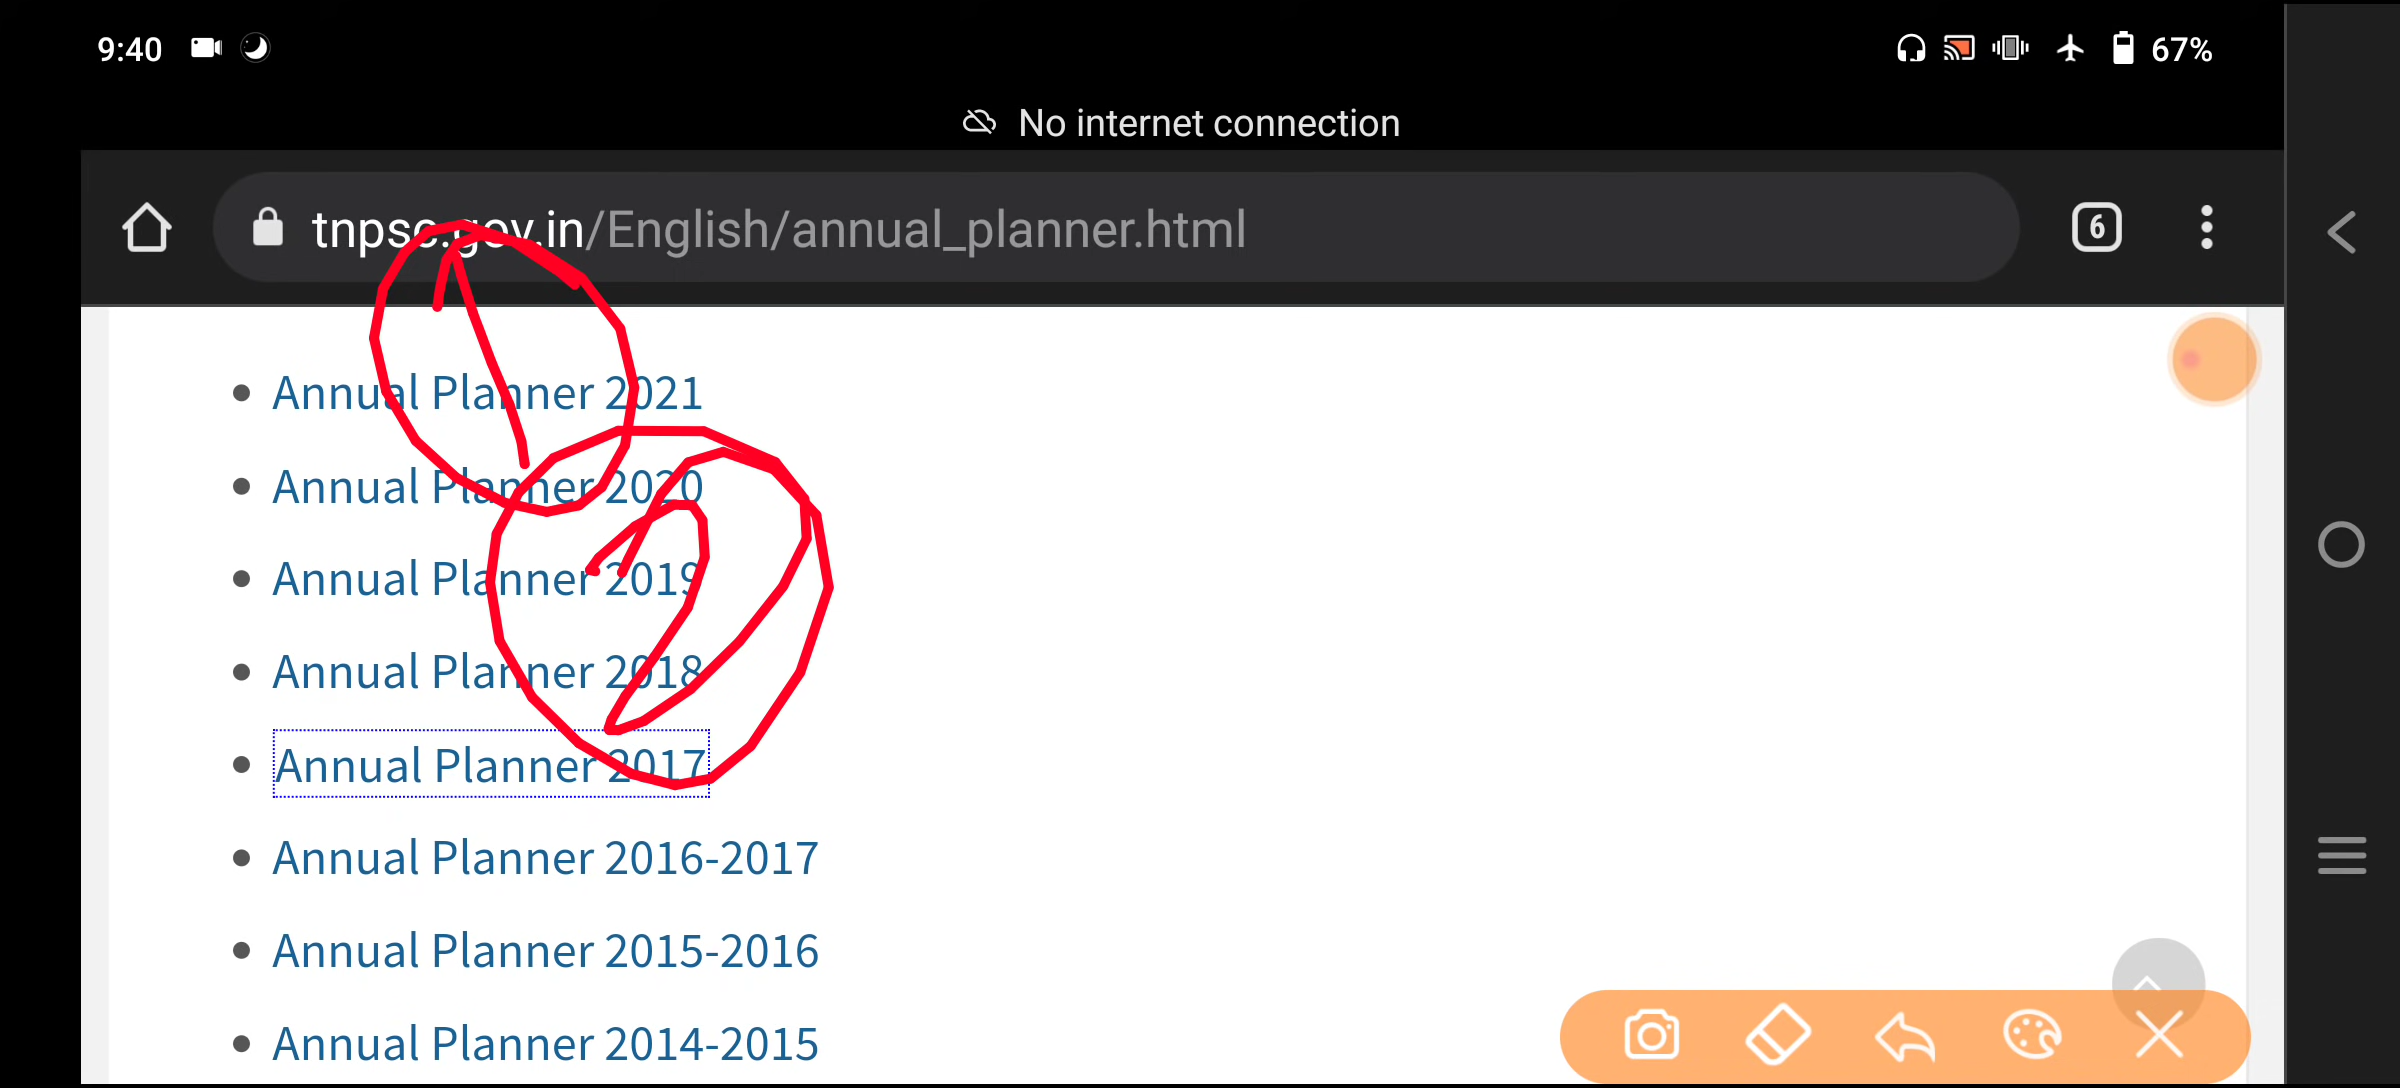 9:40 67%
No internet connection
tnpsc.gov.in/English/annual_planner.html 6
Annual Planner 2021
Annual Planner 2020
Annual Planner 2019
Annual Planner 2018
Annual Planner 2017
Annual Planner 2016-2017
Annual Planner 2015-2016
Annual Planner 2014-2015